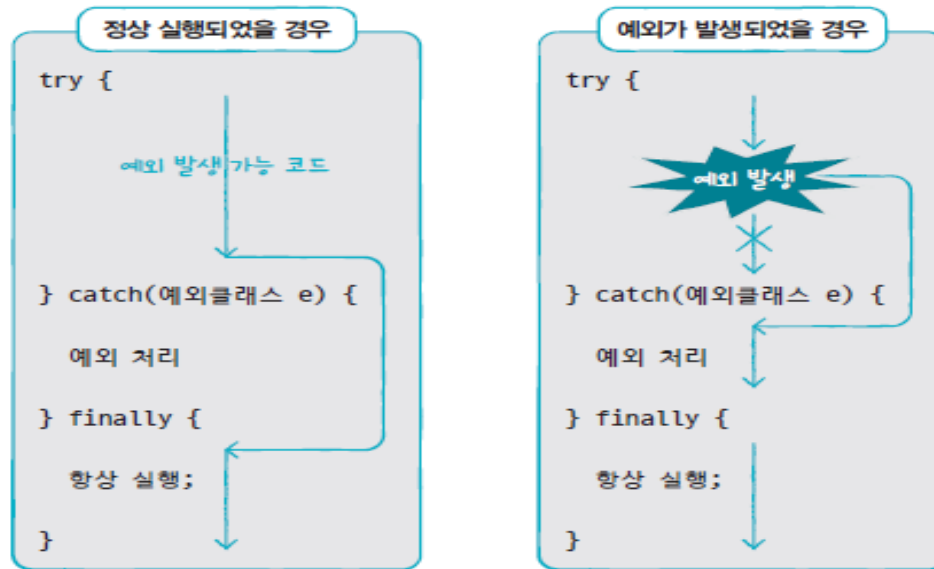 정상 실행되었을 경우
try {
예외 발생 가능 코드
} catch(예외클래스 e) {
예외 처리
} finally {
항상 실행;
}
예외가 발생되었을 경우
try {
예외 발생
} catch(예외클래스 e) {
예외 처리
} finally {
항상 실행;
}